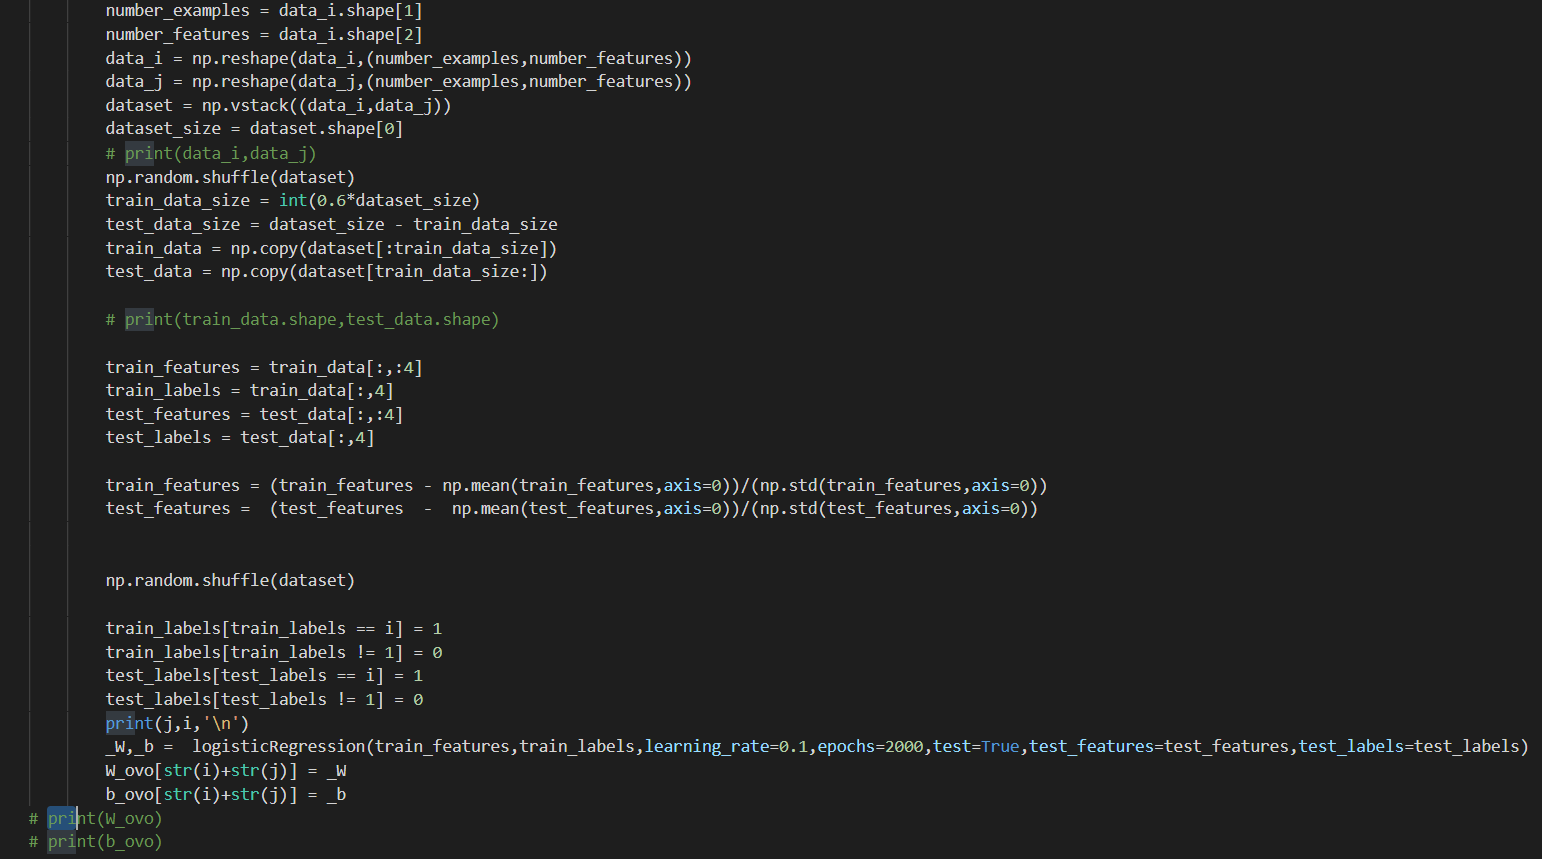 number_examples = data_i.shape[1]
number_features = data_i.shape[2]
data_i = np.reshape(data_i,(number_examples,number_features))
data_j = np.reshape(data_j,(number_examples,number_features))
dataset = np.vstack((data_i,data_j))
dataset_size = dataset.shape[0]
# print(data_i,data_j)
np.random.shuffle(dataset)
train_data_size = int(0.6*dataset_size)
test_data_size = dataset_size - train_data_size
train_data = np.copy(dataset[:train_data_size])
test_data = np.copy(dataset[train_data_size:])
# print(train_data.shape,test_data.shape)
train_features = train_data[:,:4]
train_labels = train_data[:,4]
test_features = test_data[:,:4]
test_labels = test_data[:,4]
train_features = (train_features - np.mean(train_features,axis=0))/(np.std(train_features,axis=0))
test_features =  (test_features  -  np.mean(test_features,axis=0))/(np.std(test_features,axis=0))
np.random.shuffle(dataset)
train_labels[train_labels == i] = 1
train_labels[train_labels != 1] = 0
test_labels[test_labels == i] = 1
test_labels[test_labels != 1] = 0
print(j,i,'\n')
_W,_b =  logisticRegression(train_features,train_labels,learning_rate=0.1,epochs=2000,test=True,test_features=test_features,test_labels=test_labels)
W_ovo[str(i)+str(j)] = _W
b_ovo[str(i)+str(j)] = _b
# print(W_ovo)
# print(b_ovo)